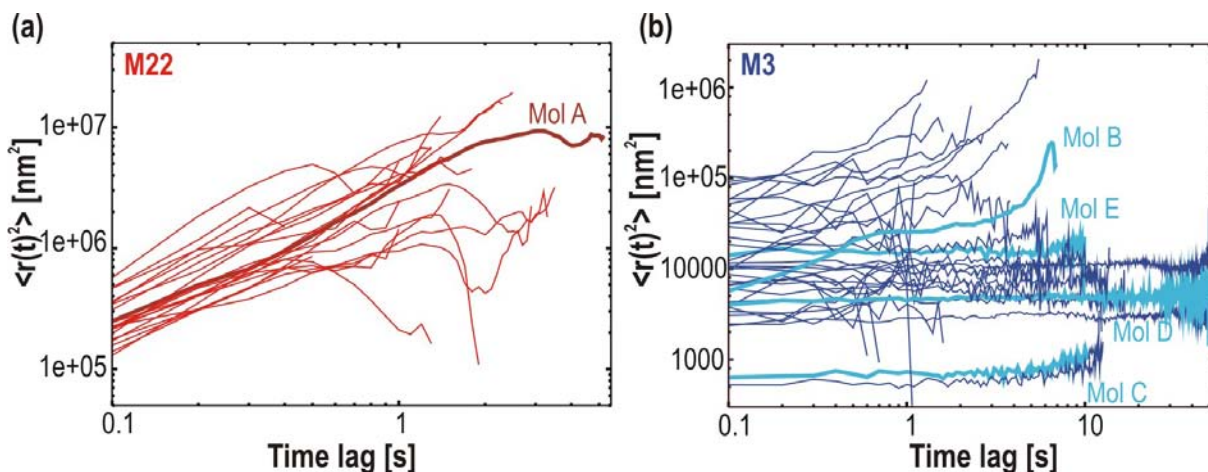 (a)
M22
Mol A
1e+07
1e+06
1e+05
<r(t)²> [nm²]
0.1
1
Time lag [s]
(b)
M3
Mol B
Mol E
Mol D
Mol C
1e+06
1e+05
10000
1000
<r(t)²> [nm²]
0.1
1
10
Time lag [s]